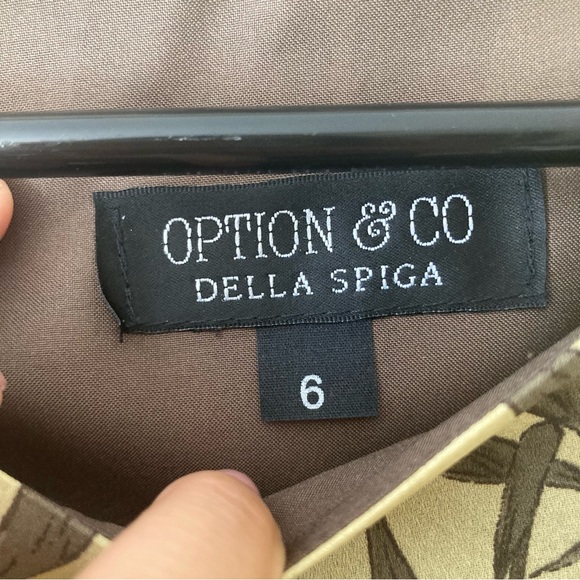 OPTION & CO
DELLA SPIGA
6